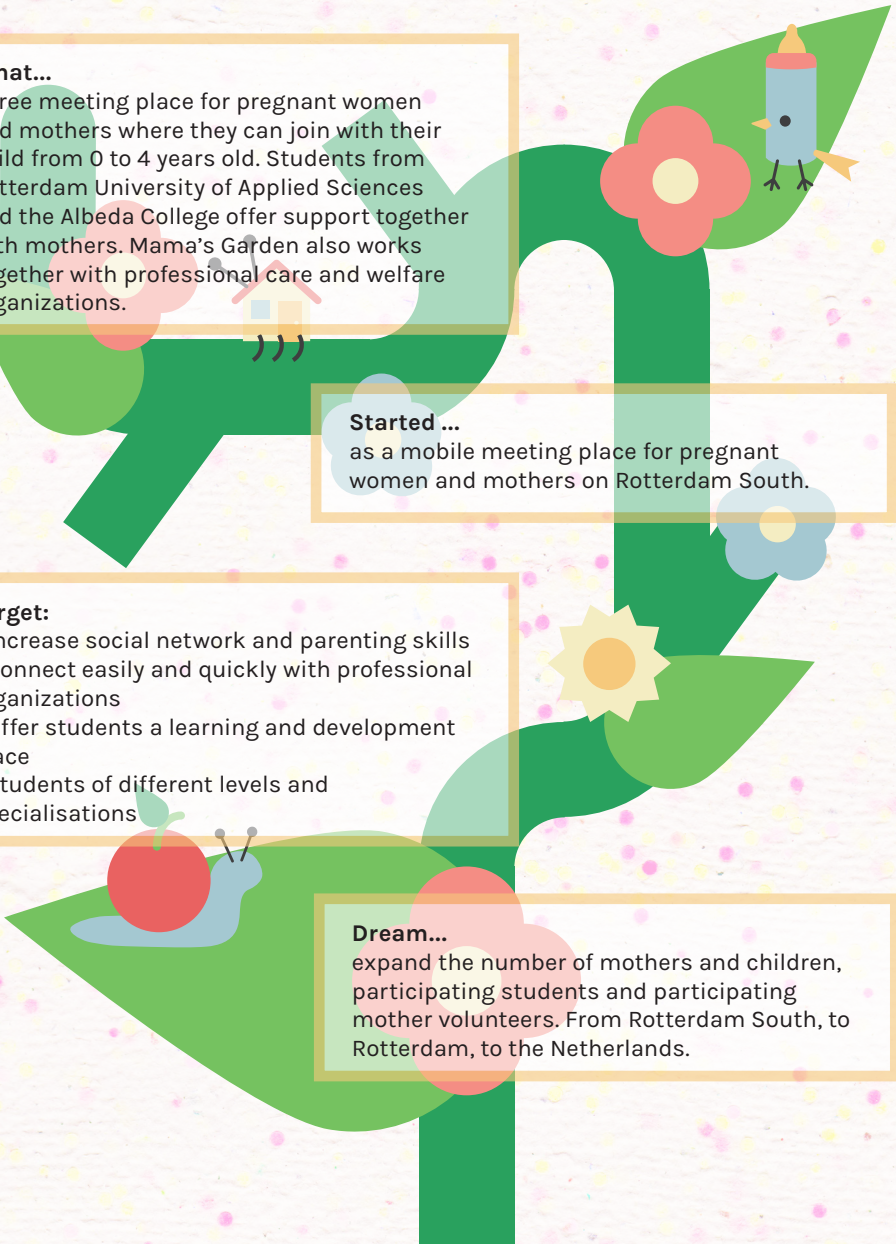 hat...
ree meeting place for pregnant women
d mothers where they can join with their
ild from 0 to 4 years old. Students from
tterdam University of Applied Sciences
d the Albeda College offer support together
th mothers. Mama’s Garden also works
gether with professional care and welfare
ganizations.
Started ...
as a mobile meeting place for pregnant
women and mothers on Rotterdam South.
rget:
ncrease social network and parenting skills
onnect easily and quickly with professional
ganizations
ffer students a learning and development
ace
tudents of different levels and
ecialisations
Dream...
expand the number of mothers and children,
participating students and participating
mother volunteers. From Rotterdam South, to
Rotterdam, to the Netherlands.